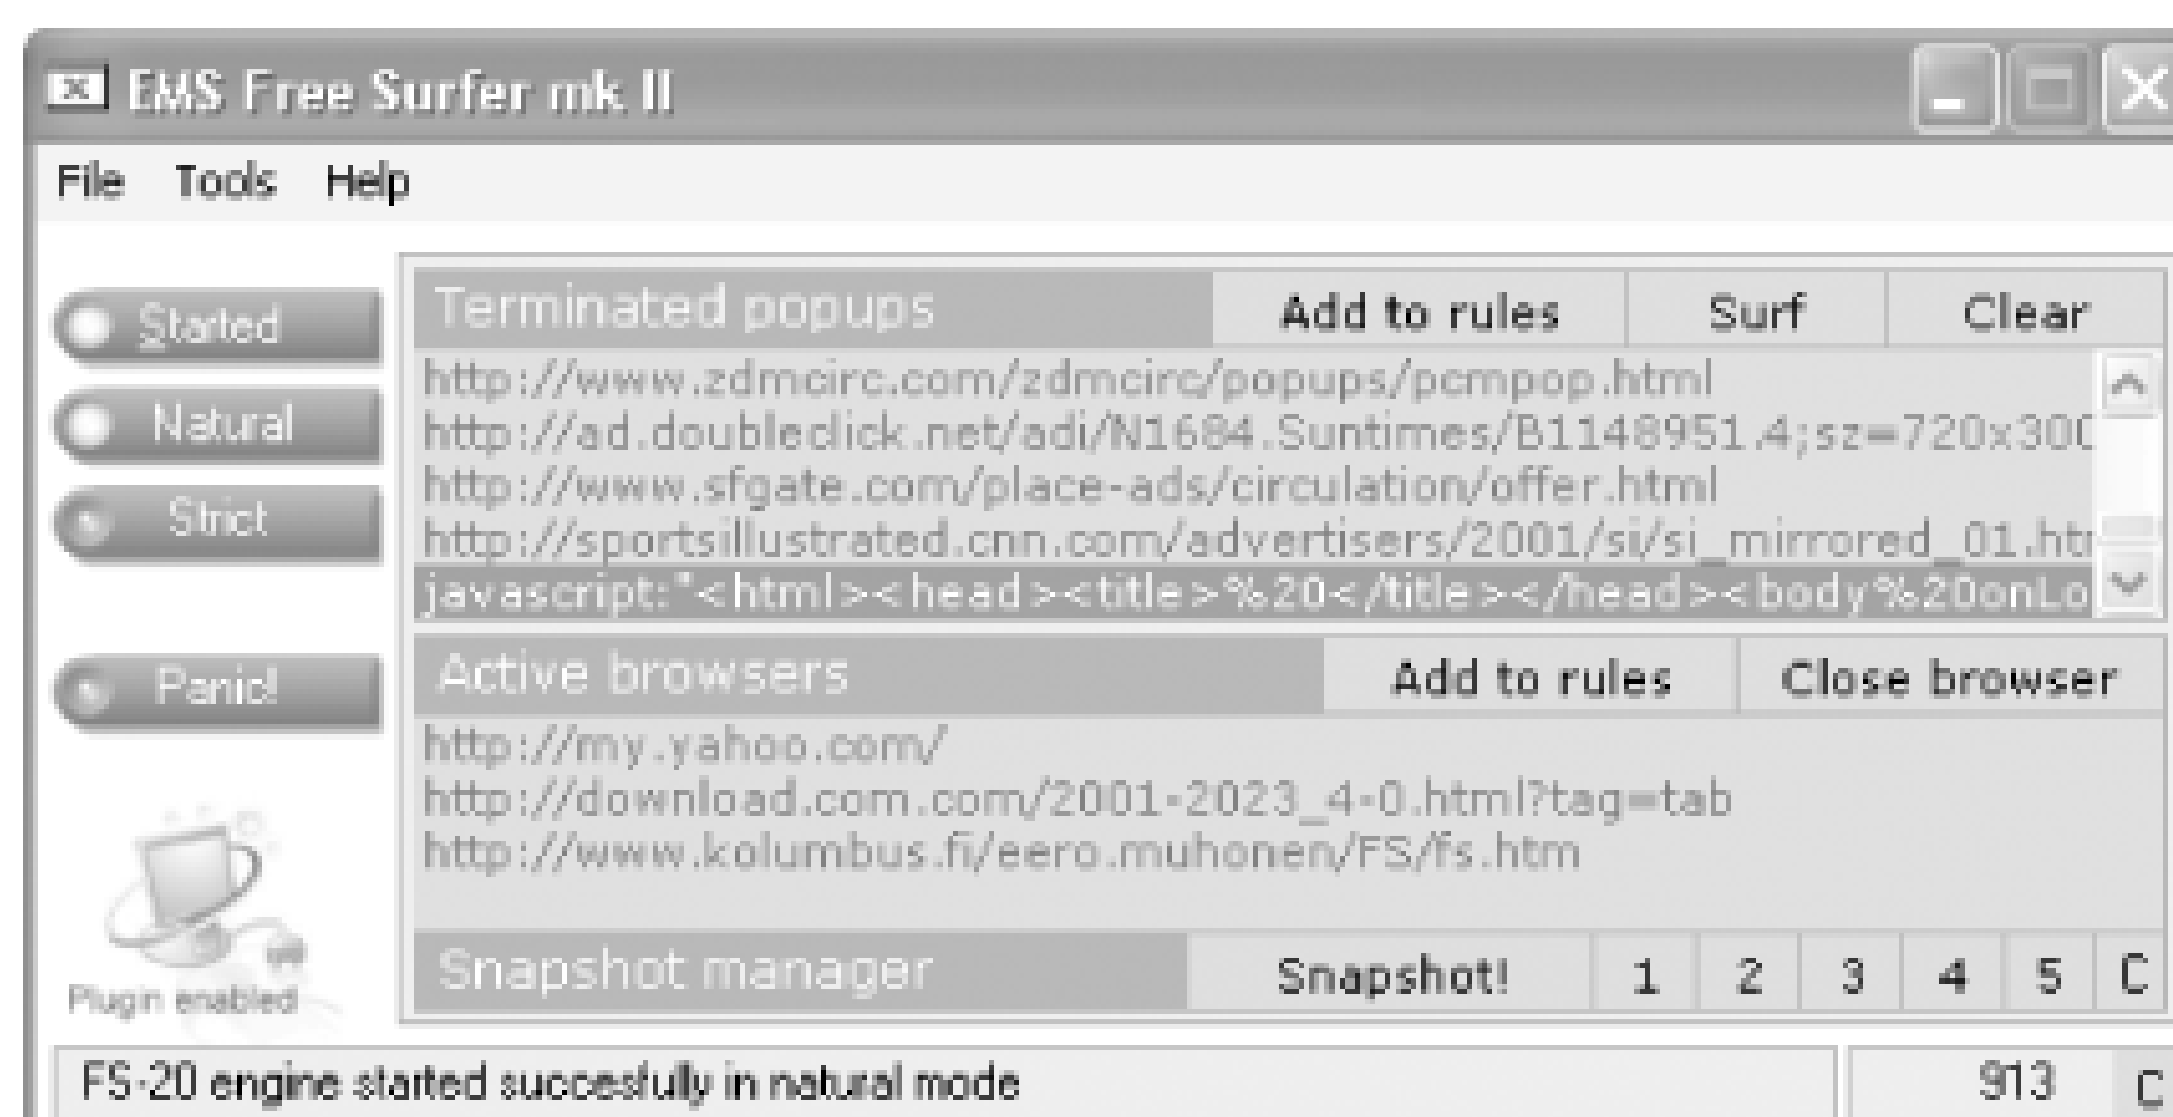 EMS Free Surfer mk II
File Tools Help
Started
Natural
Strict
Panic!
Plugin enabled
Terminated popups Add to rules Surf Clear
http://www.zdmcirc.com/zdmcirc/popups/pcmpop.html
http://ad.doubleclick.net/adi/N1684.Suntimes/B1148951.4;sz=720x300
http://www.sfgate.com/place-ads/circulation/offer.html
http://sportsillustrated.cnn.com/advertisers/2001/si/si_mirrored_01.htm
javascript:"<html><head><title>%20</title></head><body%20onLo
Active browsers Add to rules Close browser
http://my.yahoo.com/
http://download.com.com/2001-2023_4-0.html?tag=tab
http://www.kolumbus.fi/eero.muhonen/FS/fs.htm
Snapshot manager Snapshot! 1 2 3 4 5 C
FS-20 engine started succesfully in natural mode 913 C